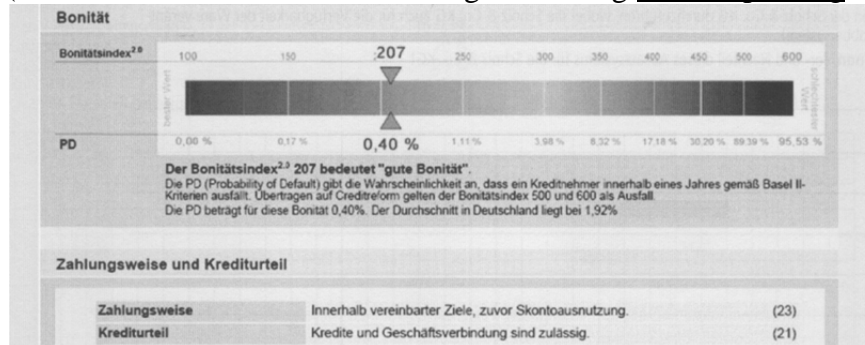 Bonität
Bonitätsindex2.0 100 150 207 250 300 350 400 450 500 600
bester Wert
schlechtester Wert
PD 0,00 % 0,17 % 0,40 % 1.11 % 3.98 % 8,32 % 17,18 % 30,20 % 89.39 % 95,53 %
Der Bonitätsindex2.0 207 bedeutet "gute Bonität".
Die PD (Probability of Default) gibt die Wahrscheinlichkeit an, dass ein Kreditnehmer innerhalb eines Jahres gemäß Basel II-
Kriterien ausfällt. Übertragen auf Creditreform gelten der Bonitätsindex 500 und 600 als Ausfall.
Die PD beträgt für diese Bonität 0,40%. Der Durchschnitt in Deutschland liegt bei 1,92%
Zahlungsweise und Krediturteil
Zahlungsweise Innerhalb vereinbarter Ziele, zuvor Skontoausnutzung. (23)
Krediturteil Kredite und Geschäftsverbindung sind zulässig. (21)